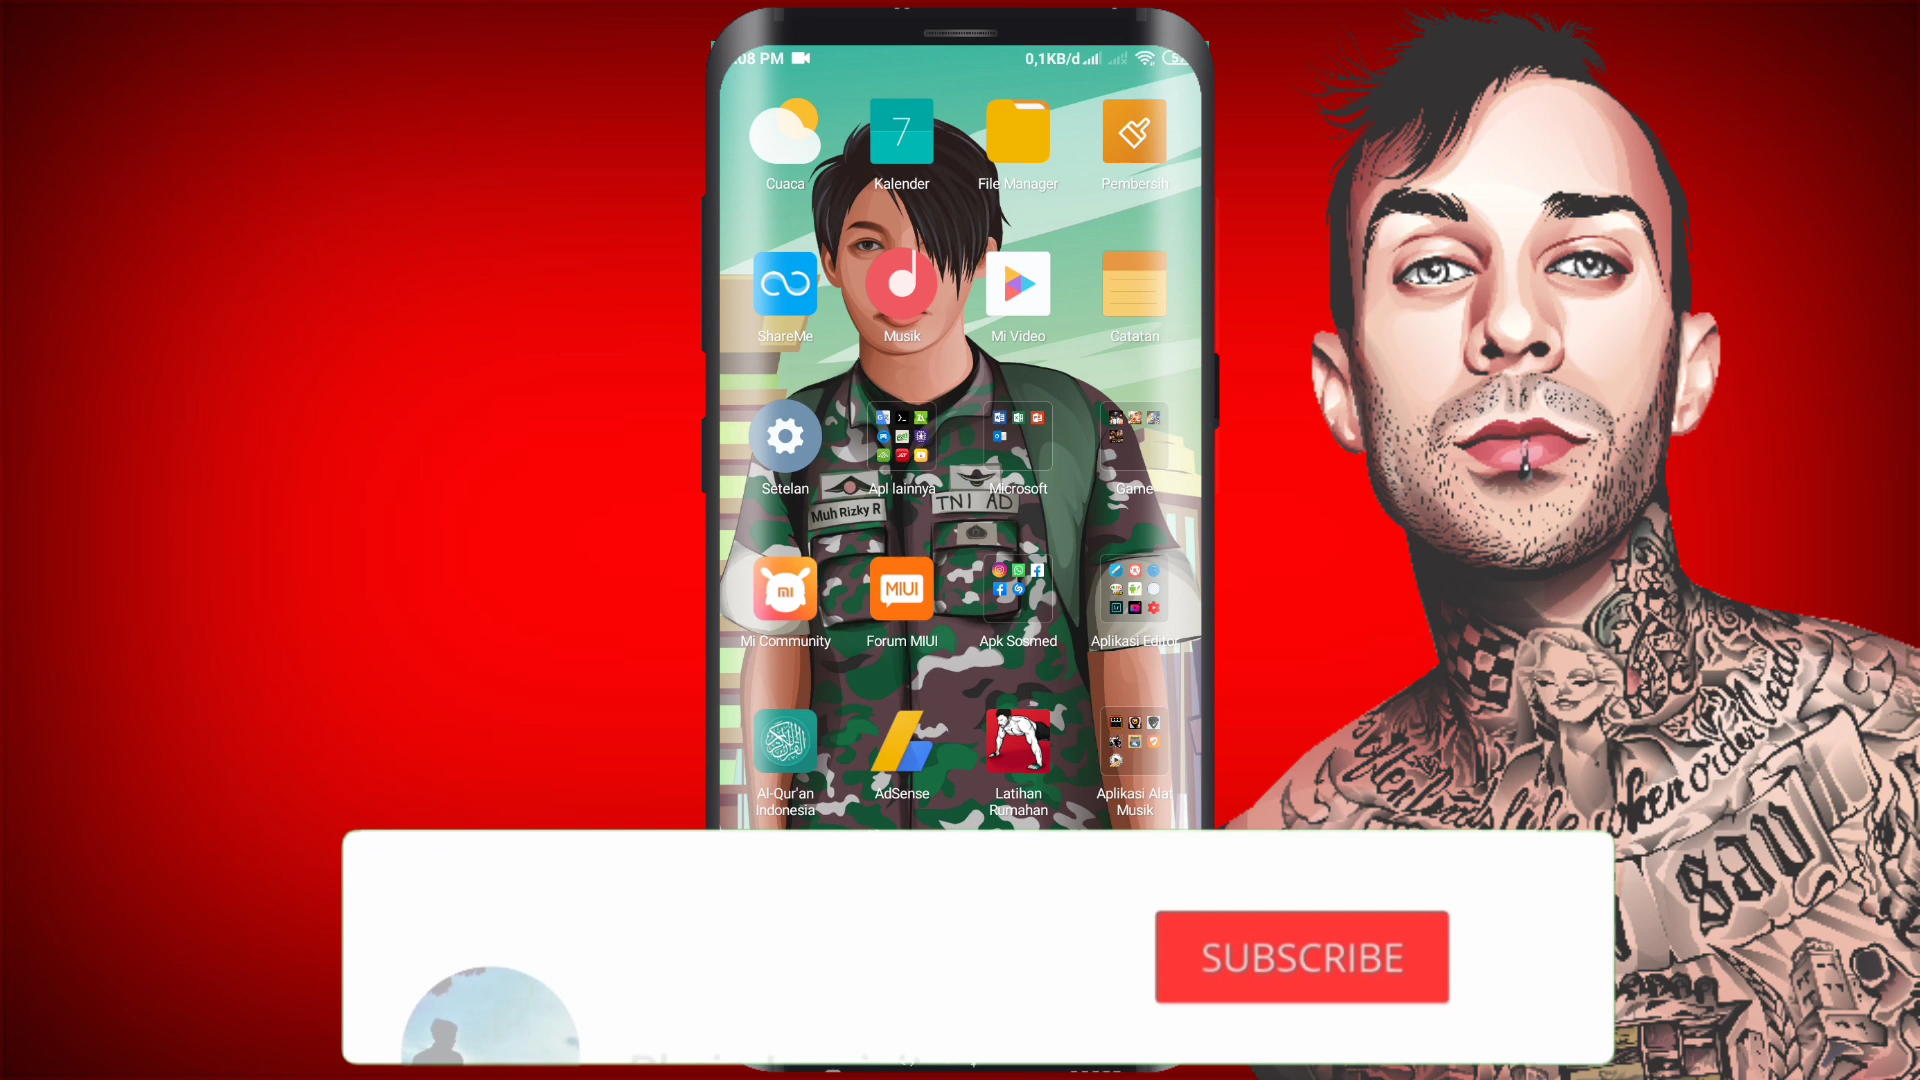 :08 PM
0,1KB/d
7
Cuaca
Kalender
File Manager
Pembersih
ShareMe
Musik
Mi Video
Catatan
Setelan
Apl lainnya
Microsoft
Game
Muh Rizky R
TNI AD
MIUI
Mi Community
Forum MIUI
Apk Sosmed
Aplikasi Editor
Al-Qur'an
Indonesia
AdSense
Latihan
Rumahan
Aplikasi Alat
Musik
SUBSCRIBE